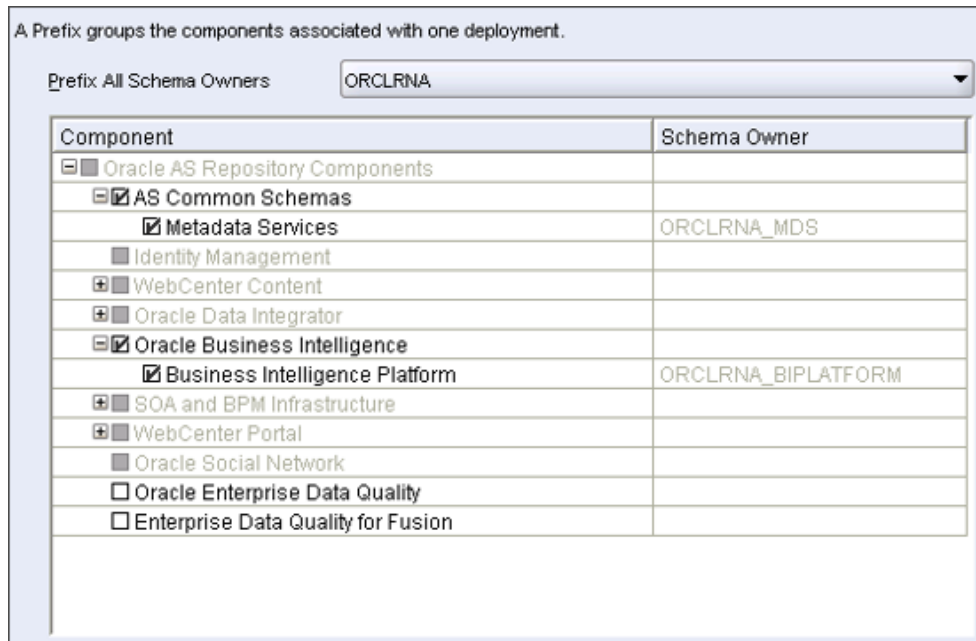 A Prefix groups the components associated with one deployment.
Prefix All Schema Owners ORCLRNA
Component Schema Owner
Oracle AS Repository Components
AS Common Schemas
Metadata Services ORCLRNA_MDS
Identity Management
WebCenter Content
Oracle Data Integrator
Oracle Business Intelligence
Business Intelligence Platform ORCLRNA_BIPLATFORM
SOA and BPM Infrastructure
WebCenter Portal
Oracle Social Network
Oracle Enterprise Data Quality
Enterprise Data Quality for Fusion